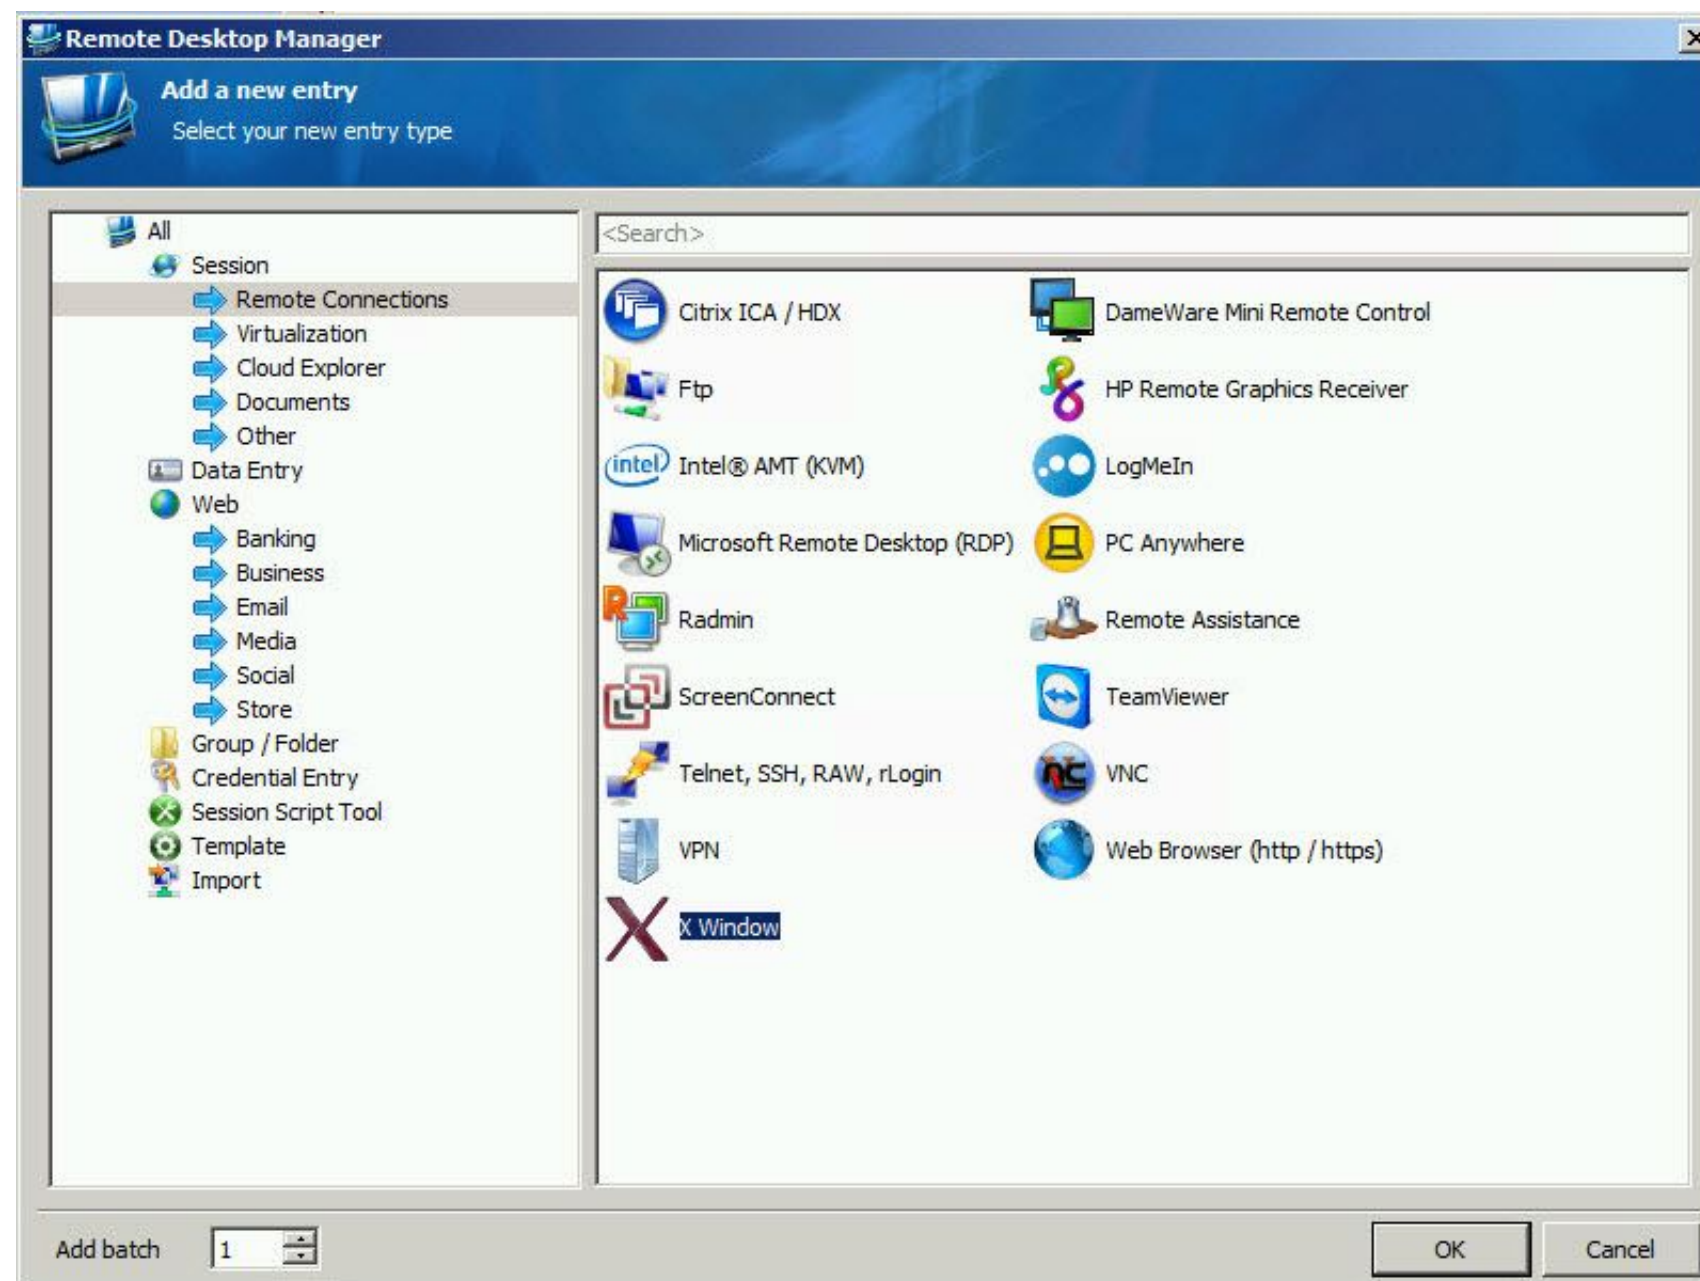 Remote Desktop Manager
Add a new entry
Select your new entry type
All
Session
Remote Connections
Virtualization
Cloud Explorer
Documents
Other
Data Entry
Web
Banking
Business
Email
Media
Social
Store
Group / Folder
Credential Entry
Session Script Tool
Template
Import
<Search>
Citrix ICA / HDX
DameWare Mini Remote Control
Ftp
HP Remote Graphics Receiver
intel Intel® AMT (KVM)
LogMeIn
Microsoft Remote Desktop (RDP)
PC Anywhere
Radmin
Remote Assistance
ScreenConnect
TeamViewer
Telnet, SSH, RAW, rLogin
VNC
VPN
Web Browser (http / https)
X Window
Add batch 1
OK
Cancel